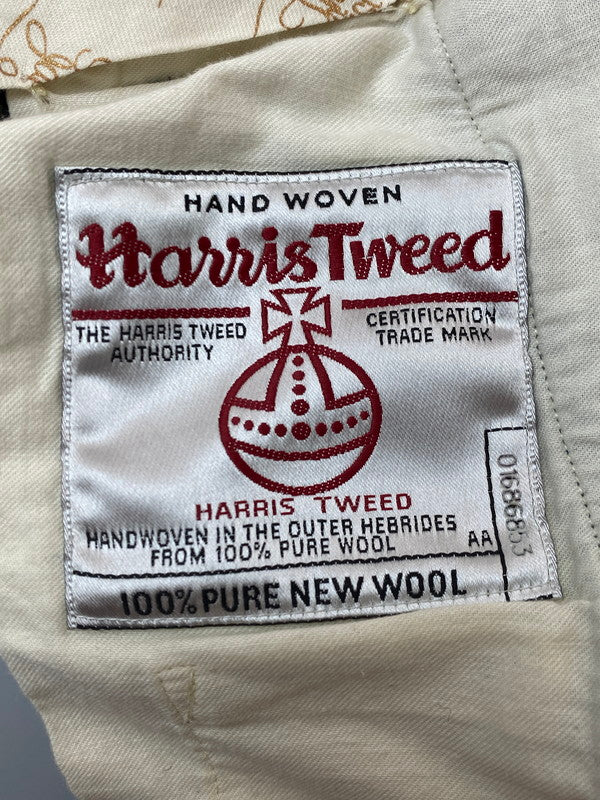 HAND WOVEN
Harris Tweed
THE HARRIS TWEED
AUTHORITY
CERTIFICATION
TRADE MARK
HARRIS TWEED
HANDWOVEN IN THE OUTER HEBRIDES
FROM 100% PURE WOOL
AA
01686853
100% PURE NEW WOOL